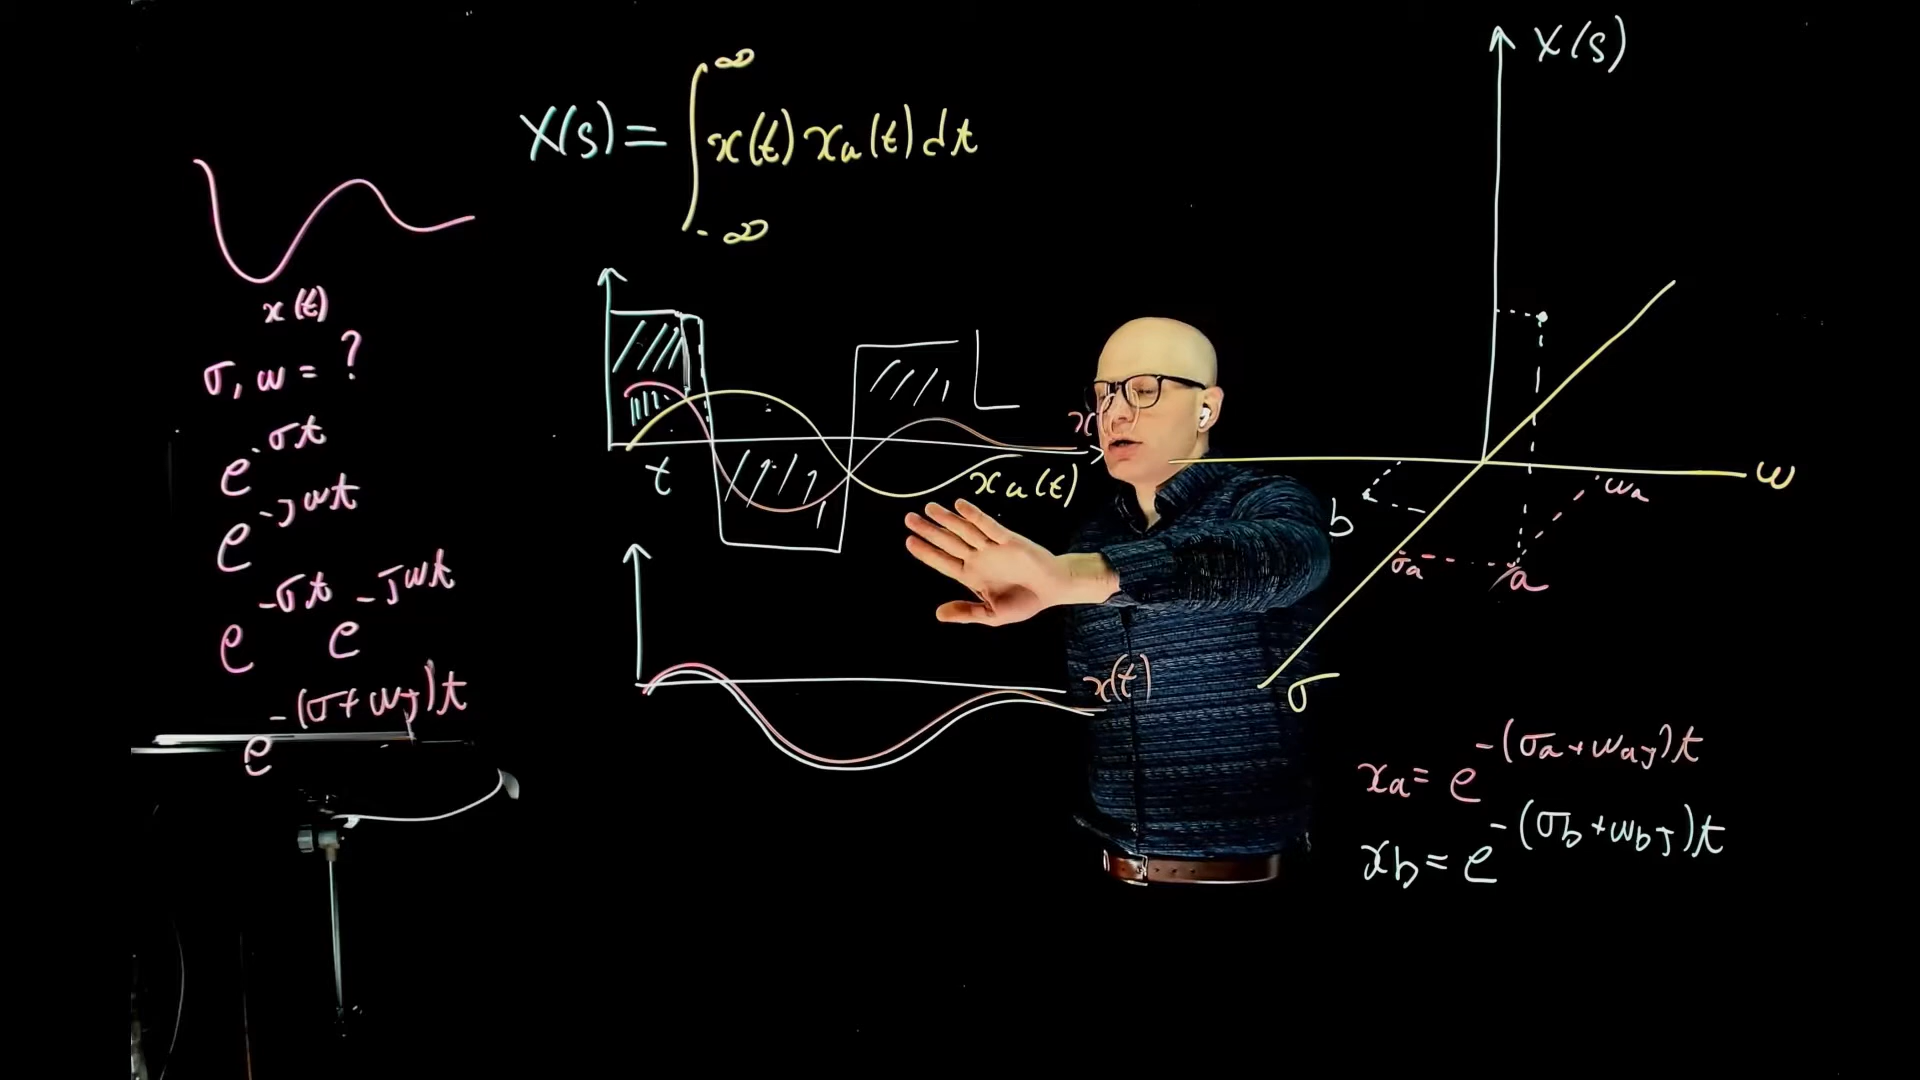 X(s) = ∫_{-∞}^{∞} x(t) x_a(t) dt
x(t)
σ, ω = ?
e^{-σt}
e^{-jωt}
e^{-σt} e^{-jωt}
e^{-(σ+ωj)t}
t
x
x_a(t)
x(t)
X(s)
ω
ω_a
b
σ_a
a
σ
x_a = e^{-(σ_a+ω_a j)t}
x_b = e^{-(σ_b+ω_b j)t}